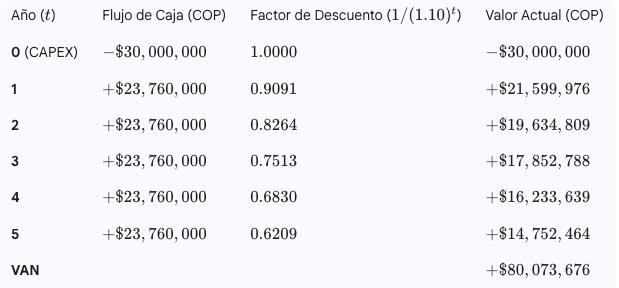 Año (t) Flujo de Caja (COP) Factor de Descuento (1/(1.10)^t) Valor Actual (COP)
0 (CAPEX) −$30,000,000 1.0000 −$30,000,000
1 +$23,760,000 0.9091 +$21,599,976
2 +$23,760,000 0.8264 +$19,634,809
3 +$23,760,000 0.7513 +$17,852,788
4 +$23,760,000 0.6830 +$16,233,639
5 +$23,760,000 0.6209 +$14,752,464
VAN +$80,073,676